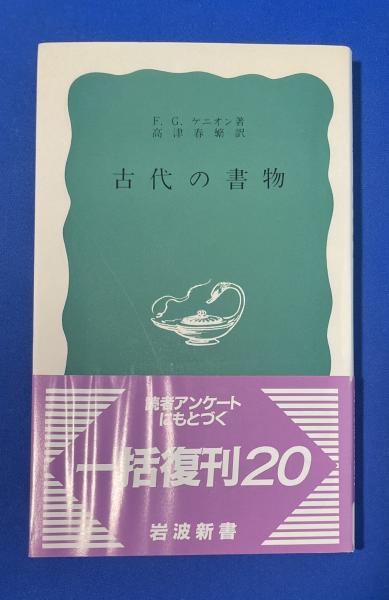 F. G. ケニオン著
高津春繁訳
古代の書物
読者アンケート
にもとづく
一括復刊20
岩波新書